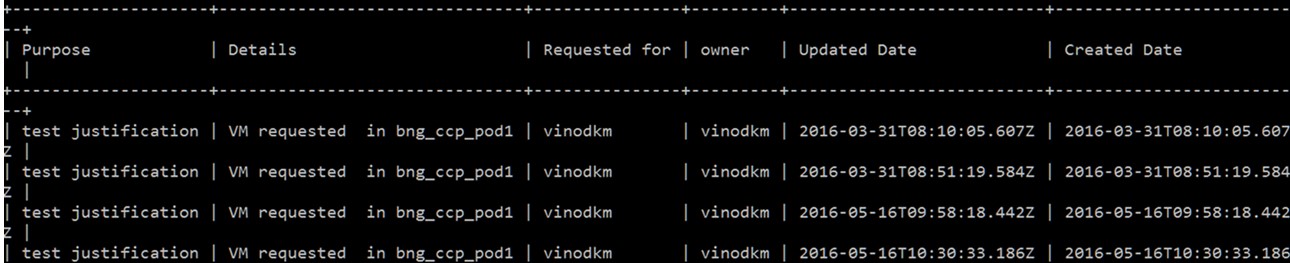 +--------------------+-------------------------------+---------------+---------+--------------------------+-------------------------
--+
| Purpose            | Details                       | Requested for | owner   | Updated Date             | Created Date
  |
+--------------------+-------------------------------+---------------+---------+--------------------------+-------------------------
--+
| test justification | VM requested  in bng_ccp_pod1 | vinodkm       | vinodkm | 2016-03-31T08:10:05.607Z | 2016-03-31T08:10:05.607
Z |
| test justification | VM requested  in bng_ccp_pod1 | vinodkm       | vinodkm | 2016-03-31T08:51:19.584Z | 2016-03-31T08:51:19.584
Z |
| test justification | VM requested  in bng_ccp_pod1 | vinodkm       | vinodkm | 2016-05-16T09:58:18.442Z | 2016-05-16T09:58:18.442
Z |
| test justification | VM requested  in bng_ccp_pod1 | vinodkm       | vinodkm | 2016-05-16T10:30:33.186Z | 2016-05-16T10:30:33.186